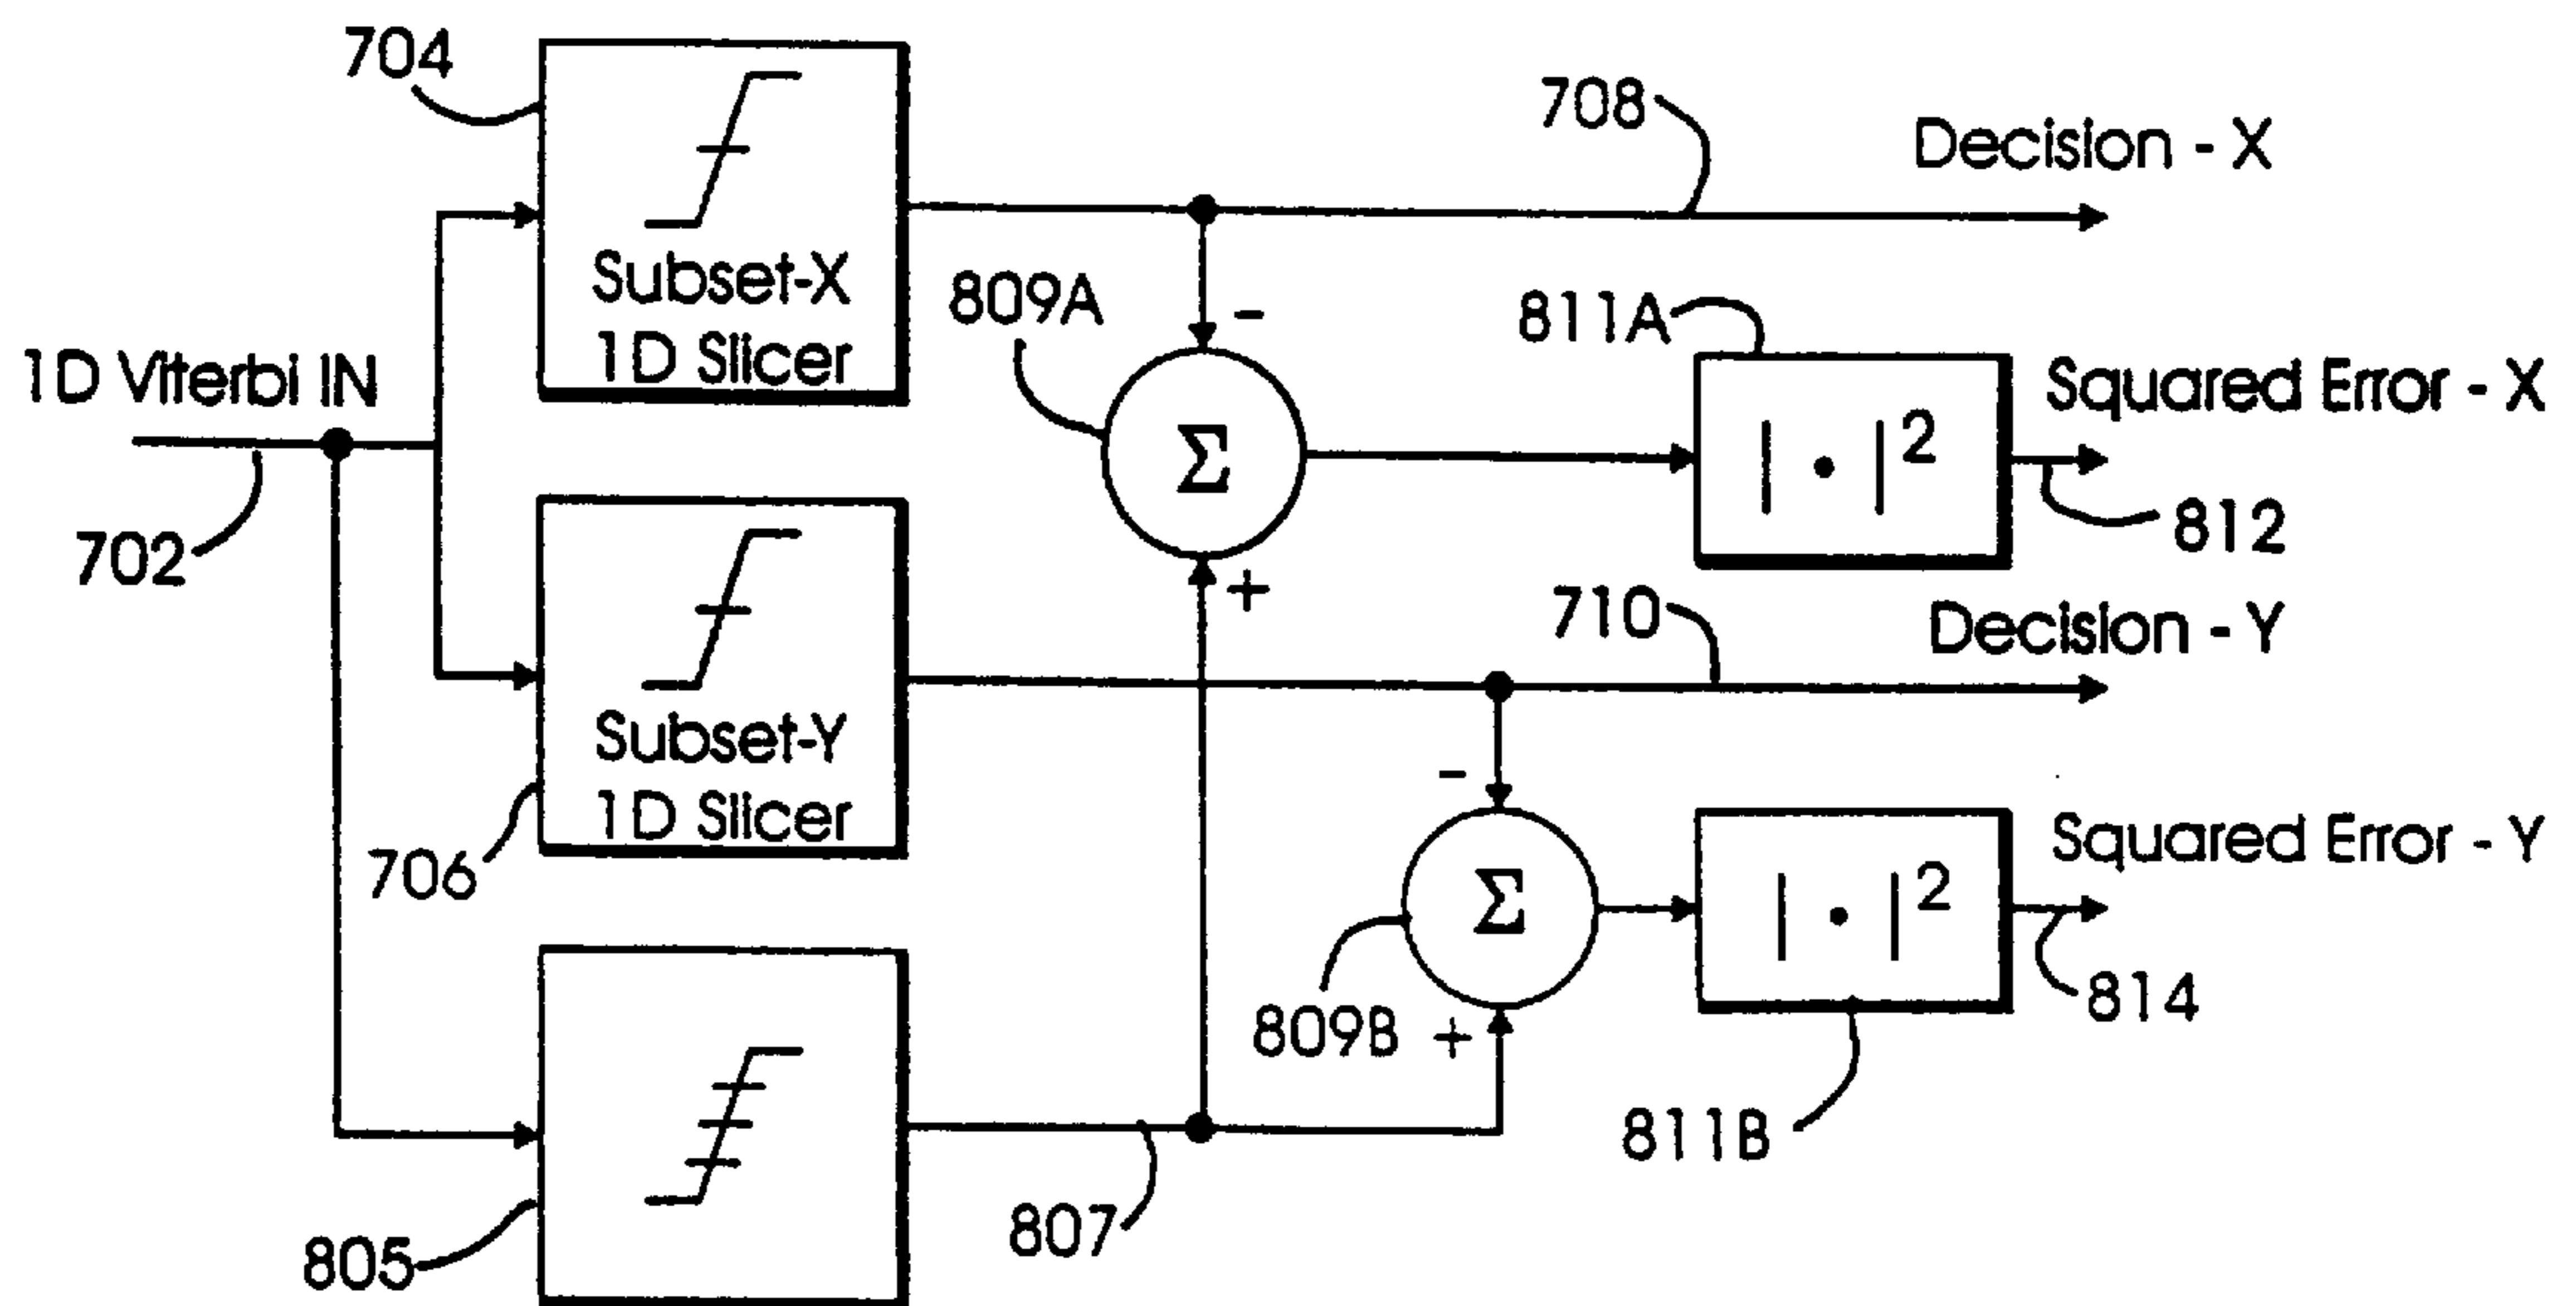 704
708
Decision - X
Subset-X
1D Slicer
809A
811A
1D Viterbi IN
Squared Error - X
-
Σ
| • |2
702
812
+
710
Decision - Y
Subset-Y
1D Slicer
706
-
Σ
| • |2
Squared Error - Y
809B
+
814
811B
807
805